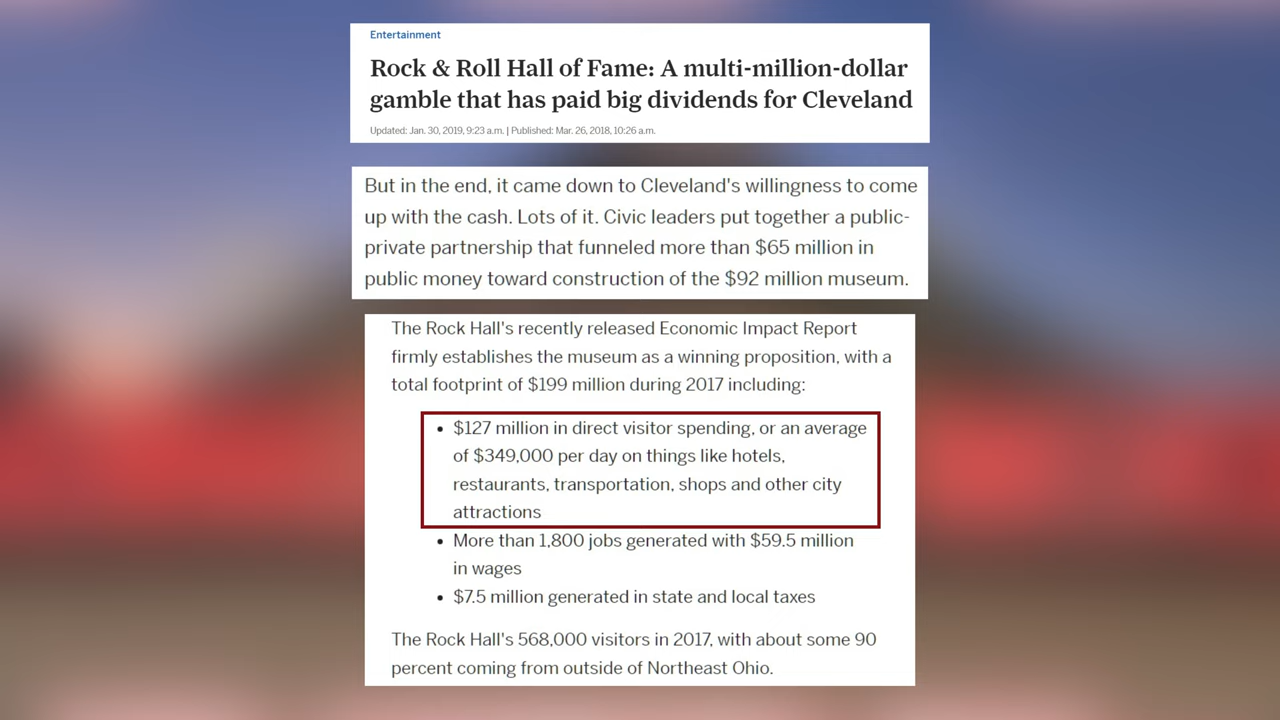 Entertainment
Rock & Roll Hall of Fame: A multi-million-dollar
gamble that has paid big dividends for Cleveland
Updated: Jan. 30, 2019, 9:23 a.m. | Published: Mar. 26, 2018, 10:26 a.m.
But in the end, it came down to Cleveland's willingness to come
up with the cash. Lots of it. Civic leaders put together a public-
private partnership that funneled more than $65 million in
public money toward construction of the $92 million museum.
The Rock Hall's recently released Economic Impact Report
firmly establishes the museum as a winning proposition, with a
total footprint of $199 million during 2017 including:
• $127 million in direct visitor spending, or an average
of $349,000 per day on things like hotels,
restaurants, transportation, shops and other city
attractions
• More than 1,800 jobs generated with $59.5 million
in wages
• $7.5 million generated in state and local taxes
The Rock Hall's 568,000 visitors in 2017, with about some 90
percent coming from outside of Northeast Ohio.